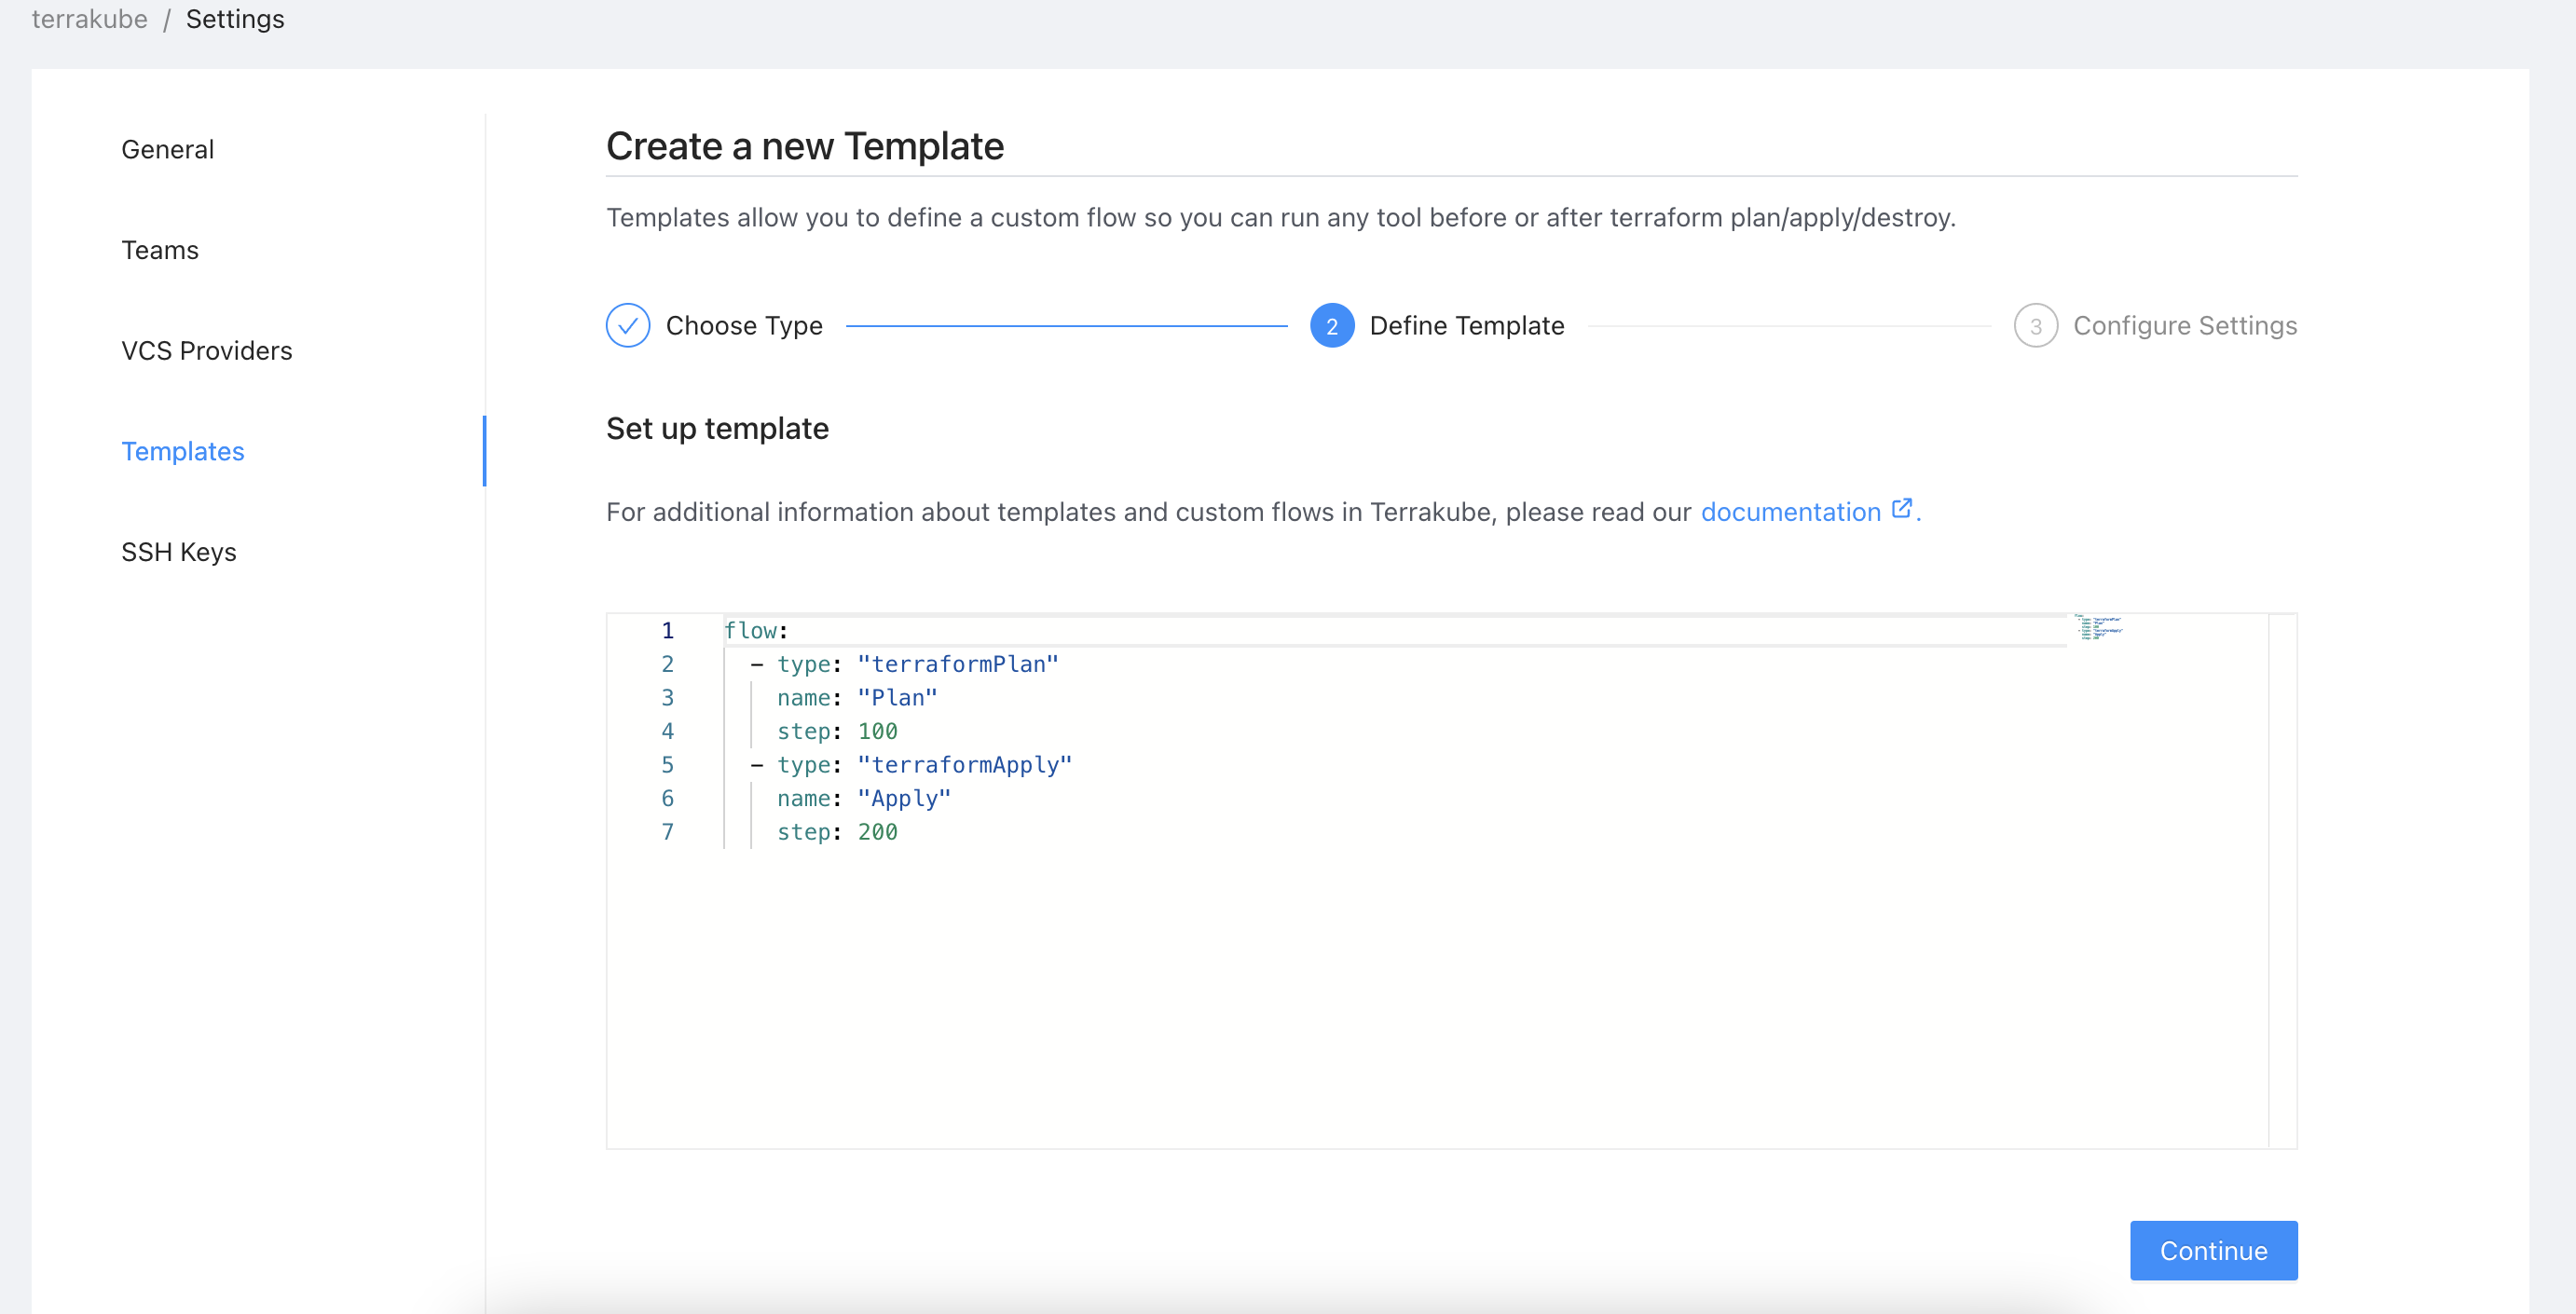 terrakube / Settings
General
Teams
VCS Providers
Templates
SSH Keys
Create a new Template
Templates allow you to define a custom flow so you can run any tool before or after terraform plan/apply/destroy.
Choose Type
2 Define Template
3 Configure Settings
Set up template
For additional information about templates and custom flows in Terrakube, please read our documentation.
1 flow:
2   - type: "terraformPlan"
3     name: "Plan"
4     step: 100
5   - type: "terraformApply"
6     name: "Apply"
7     step: 200
Continue